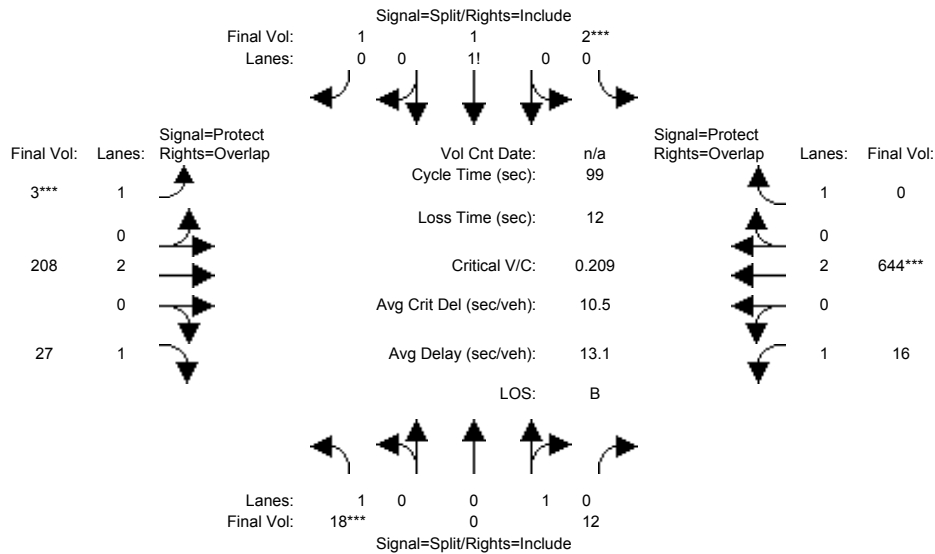 Signal=Split/Rights=Include
Final Vol: 1 1 2***
Lanes: 0 0 1! 0 0
Signal=Protect
Final Vol: Lanes: Rights=Overlap
Vol Cnt Date: n/a
Signal=Protect
Rights=Overlap Lanes: Final Vol:
Cycle Time (sec): 99
3*** 1
1 0
Loss Time (sec): 12
0
0
208 2
Critical V/C: 0.209
2 644***
0
Avg Crit Del (sec/veh): 10.5
0
27 1
Avg Delay (sec/veh): 13.1
1 16
LOS: B
Lanes: 1 0 0 1 0
Final Vol: 18*** 0 12
Signal=Split/Rights=Include